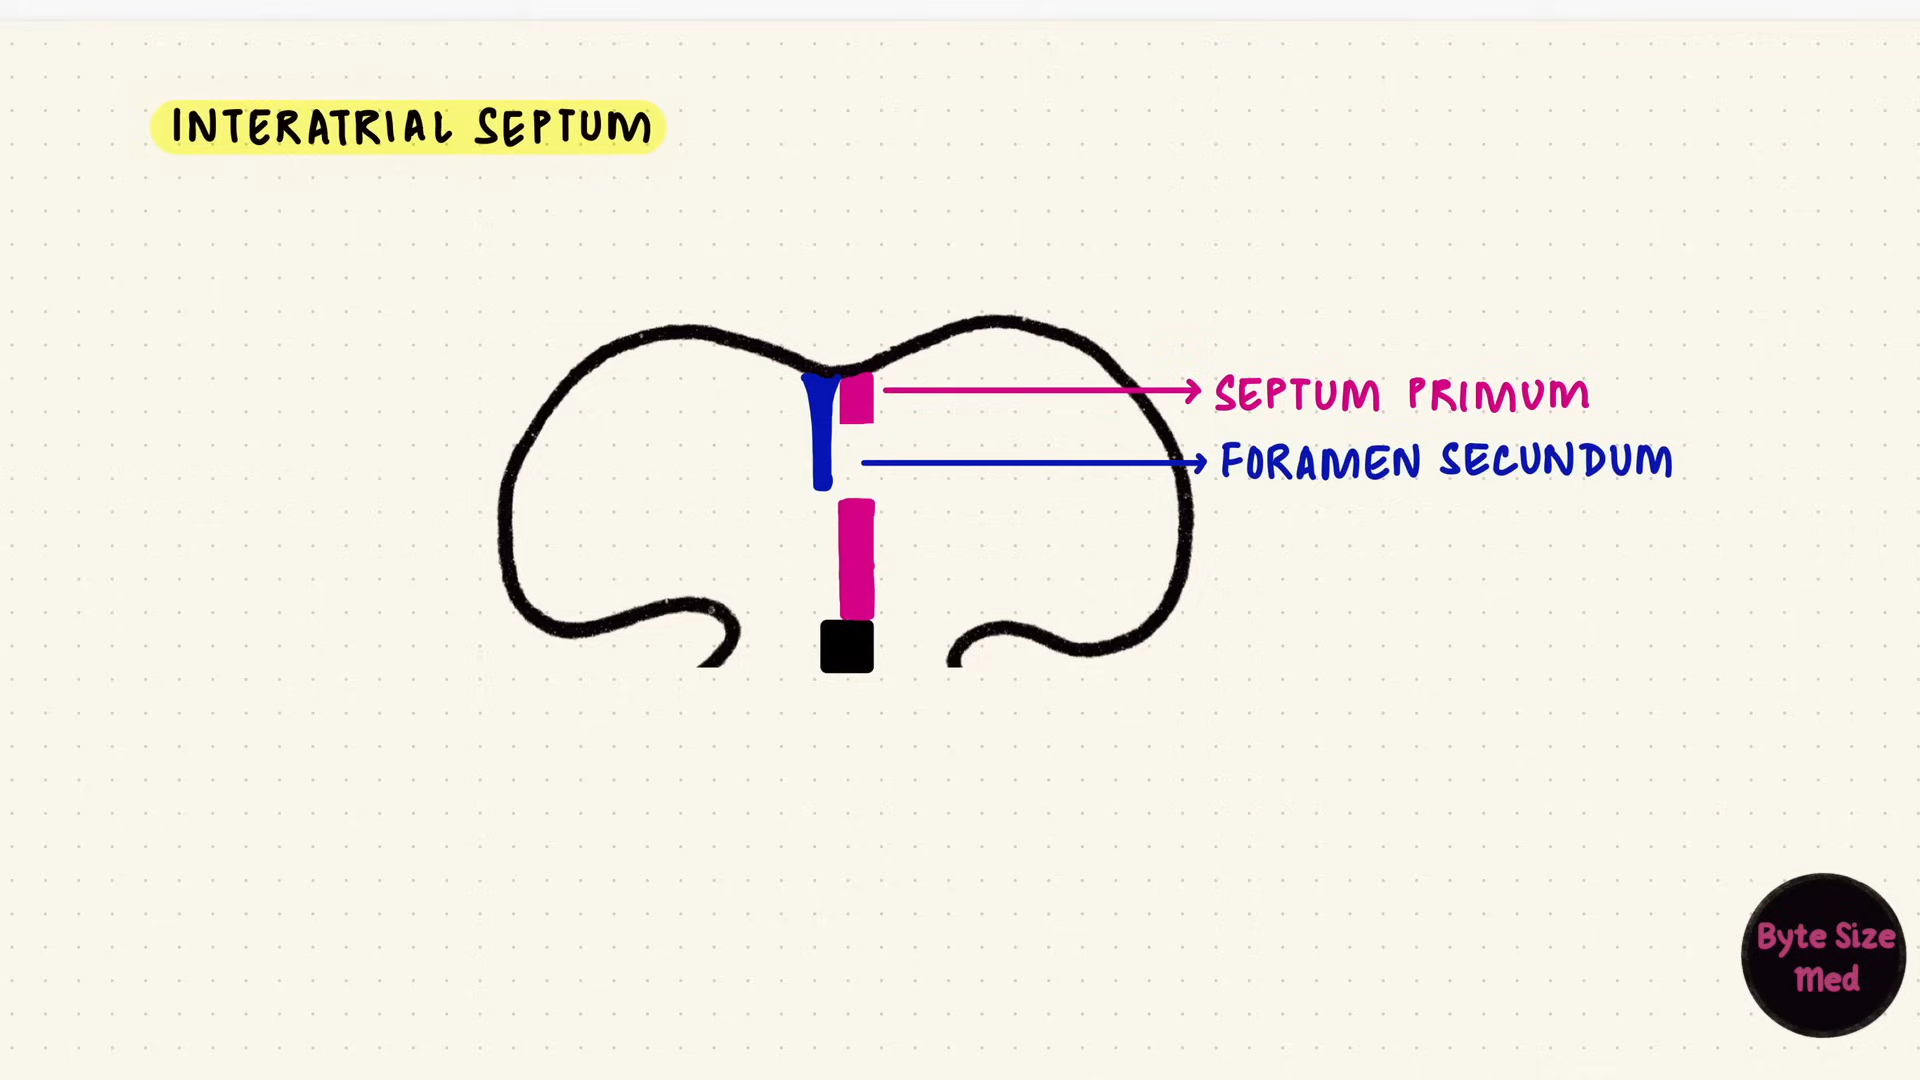 INTERATRIAL SEPTUM
SEPTUM PRIMUM
FORAMEN SECUNDUM
Byte Size
Med